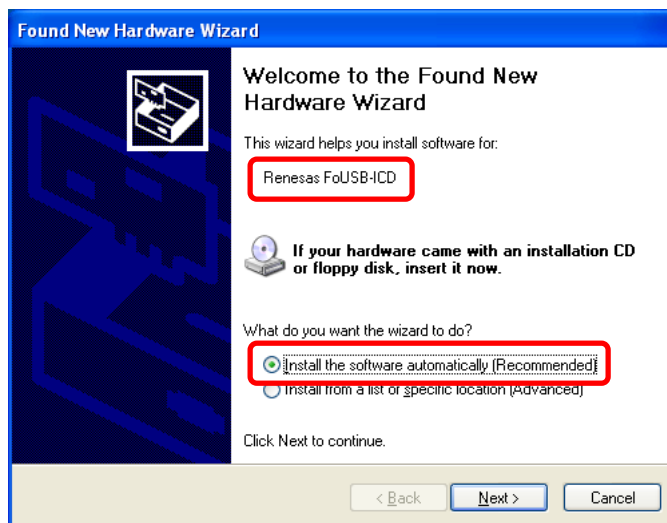 Found New Hardware Wizard
Welcome to the Found New
Hardware Wizard
This wizard helps you install software for:
Renesas FoUSB-ICD
If your hardware came with an installation CD
or floppy disk, insert it now.
What do you want the wizard to do?
Install the software automatically (Recommended)
Install from a list or specific location (Advanced)
Click Next to continue.
< Back
Next >
Cancel